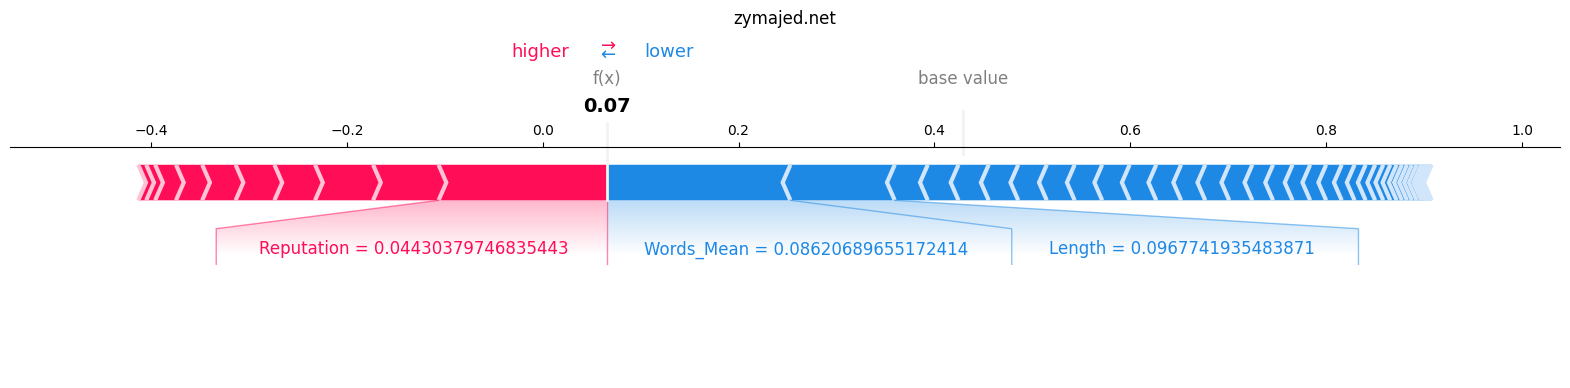 zymajed.net
higher ⇄ lower
f(x) base value
0.07
−0.4 −0.2 0.0 0.2 0.4 0.6 0.8 1.0
Reputation = 0.04430379746835443 Words_Mean = 0.08620689655172414 Length = 0.0967741935483871